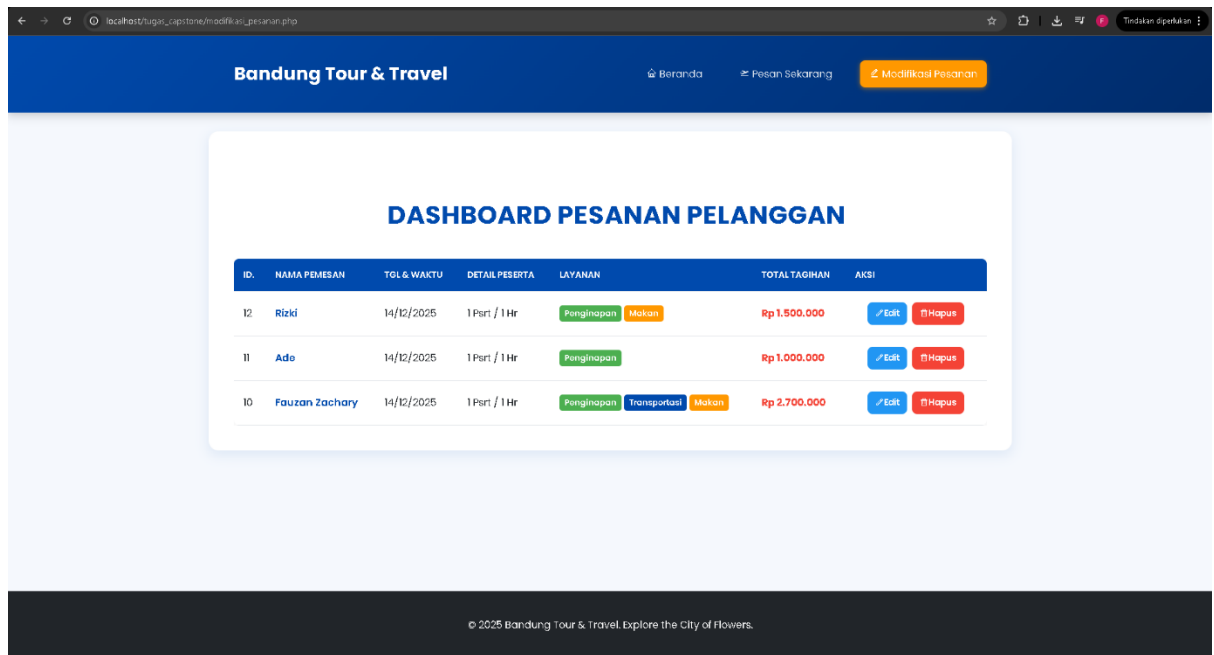 localhost/tugas_capstone/modifikasi_pesanan.php
Tindakan diperlukan
Bandung Tour & Travel
Beranda
Pesan Sekarang
Modifikasi Pesanan
DASHBOARD PESANAN PELANGGAN
ID. NAMA PEMESAN TGL & WAKTU DETAIL PESERTA LAYANAN TOTAL TAGIHAN AKSI
12 Rizki 14/12/2025 1 Psrt / 1 Hr Penginapan Makan Rp 1.500.000 Edit Hapus
11 Ade 14/12/2025 1 Psrt / 1 Hr Penginapan Rp 1.000.000 Edit Hapus
10 Fauzan Zachary 14/12/2025 1 Psrt / 1 Hr Penginapan Transportasi Makan Rp 2.700.000 Edit Hapus
© 2025 Bandung Tour & Travel. Explore the City of Flowers.